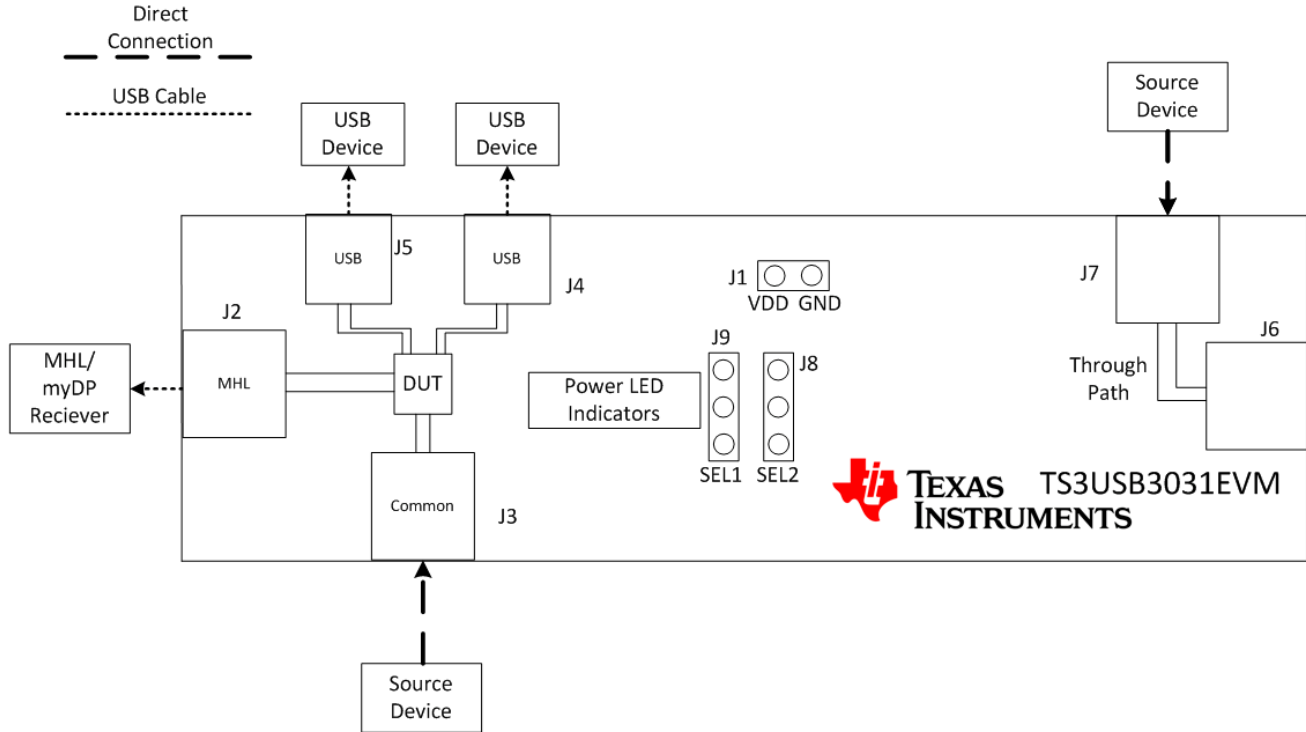 Direct
Connection
USB Cable
USB
Device
USB
Device
Source
Device
USB
J5
USB
J4
J1
VDD GND
J7
J2
MHL
MHL/
myDP
Reciever
DUT
Power LED
Indicators
J9
J8
SEL1
SEL2
Through
Path
J6
Common
J3
TEXAS
INSTRUMENTS
TS3USB3031EVM
Source
Device